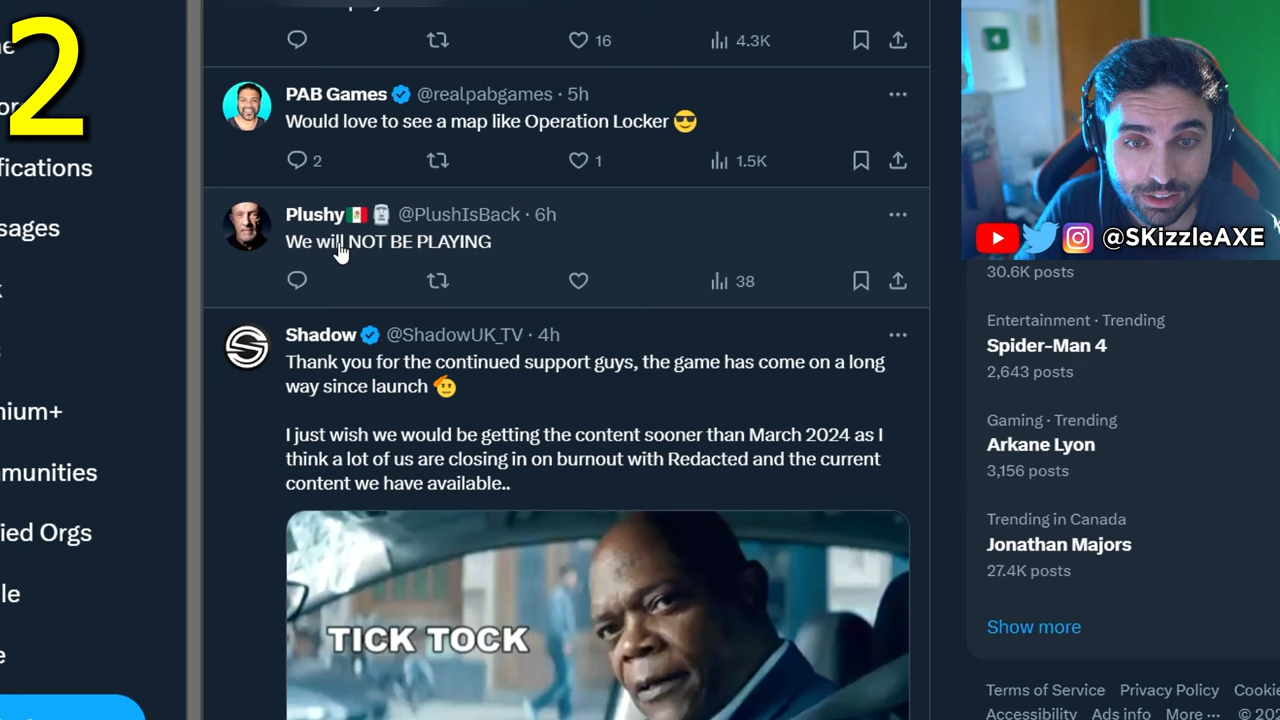 2
fications
sages
k
nium+
munities
ied Orgs
le
e
16
4.3K
PAB Games @realpabgames · 5h
Would love to see a map like Operation Locker 😎
2
1
1.5K
Plushy🇲🇽🗿 @PlushIsBack · 6h
We will NOT BE PLAYING
38
Shadow @ShadowUK_TV · 4h
Thank you for the continued support guys, the game has come on a long
way since launch 🫡
I just wish we would be getting the content sooner than March 2024 as I
think a lot of us are closing in on burnout with Redacted and the current
content we have available..
TICK TOCK
@SKizzleAXE
30.6K posts
Entertainment · Trending
Spider-Man 4
2,643 posts
Gaming · Trending
Arkane Lyon
3,156 posts
Trending in Canada
Jonathan Majors
27.4K posts
Show more
Terms of Service Privacy Policy Cookie
Accessibility Ads info More ··· © 20